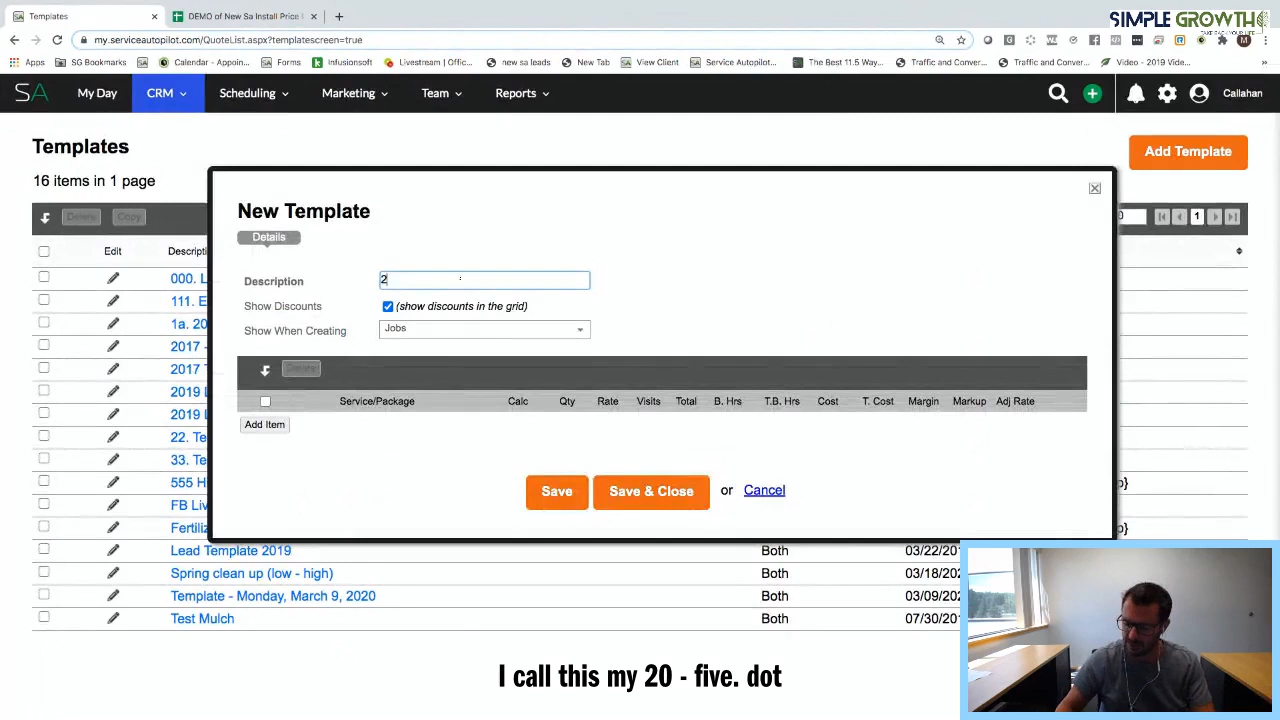 Templates
DEMO of New Sa Install Price
SIMPLE GROWTH
TAKE BACK YOUR LIFE
my.serviceautopilot.com/QuoteList.aspx?templatescreen=true
Apps
SG Bookmarks
Calendar - Appoin...
Forms
Infusionsoft
Livestream | Offic...
new sa leads
New Tab
View Client
Service Autopilot...
The Best 11.5 Way...
Traffic and Conver...
Traffic and Conver...
Video - 2019 Vide...
SA
My Day
CRM
Scheduling
Marketing
Team
Reports
Callahan
Templates
Add Template
16 items in 1 page
Delete
Copy
1
Edit
Descripti
000. L
111. E
1a. 20
2017 -
2017 T
2019 L
2019 L
22. Te
33. Te
555 H
FB Liv
Fertiliz
Lead Template 2019 Both 03/22/201
Spring clean up (low - high) Both 03/18/202
Template - Monday, March 9, 2020 Both 03/09/202
Test Mulch Both 07/30/201
New Template
Details
Description 2
Show Discounts (show discounts in the grid)
Show When Creating Jobs
Delete
Service/Package Calc Qty Rate Visits Total B. Hrs T.B. Hrs Cost T. Cost Margin Markup Adj Rate
Add Item
Save Save & Close or Cancel
I call this my 20 - five. dot